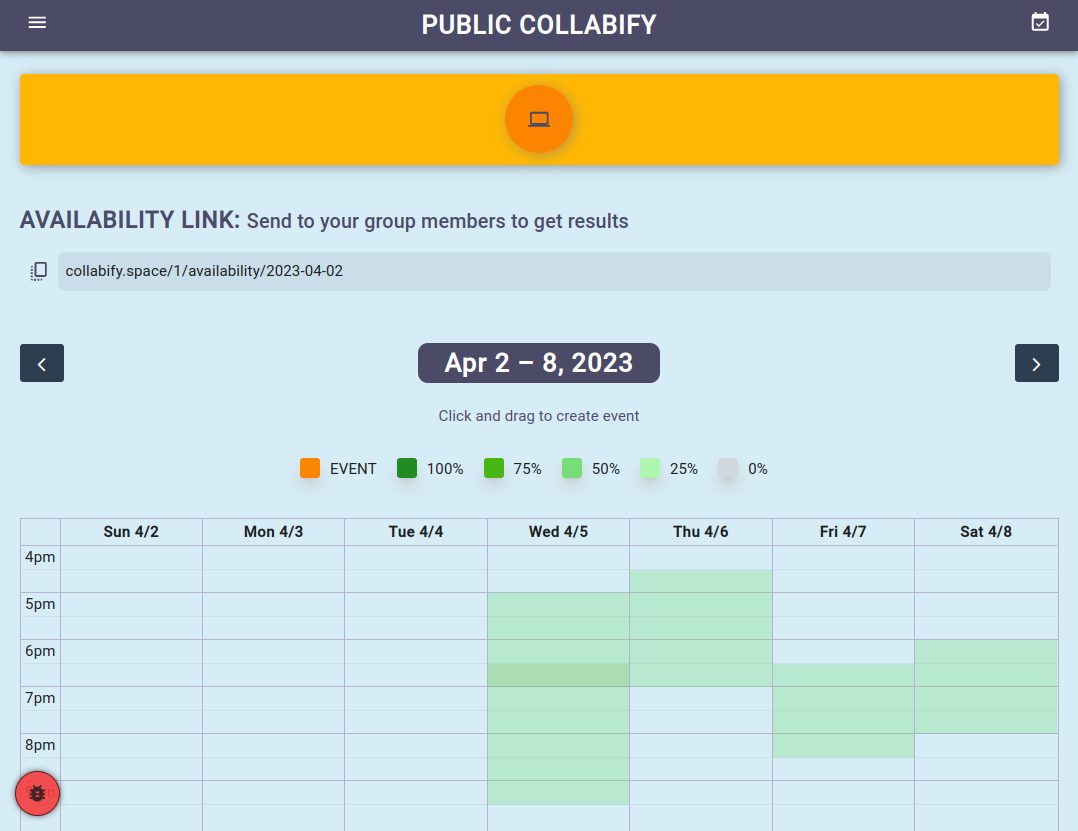 PUBLIC COLLABIFY
AVAILABILITY LINK: Send to your group members to get results
collabify.space/1/availability/2023-04-02
Apr 2 – 8, 2023
Click and drag to create event
EVENT 100% 75% 50% 25% 0%
Sun 4/2 Mon 4/3 Tue 4/4 Wed 4/5 Thu 4/6 Fri 4/7 Sat 4/8
4pm
5pm
6pm
7pm
8pm